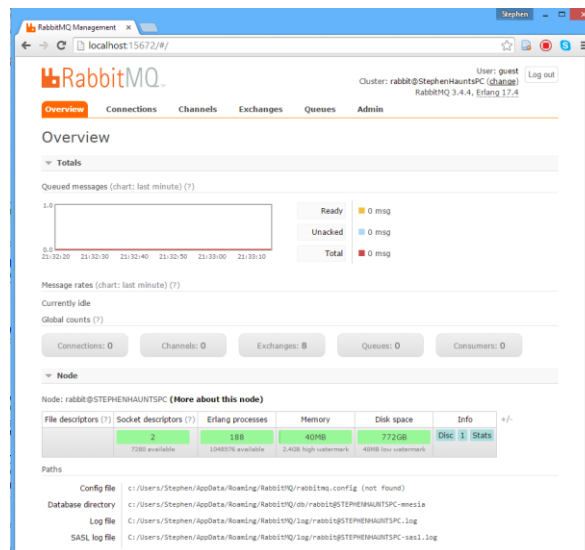 Stephen
RabbitMQ Management
localhost:15672/#/
RabbitMQ
User: guest
Log out
Cluster: rabbit@StephenHauntsPC (change)
RabbitMQ 3.4.4, Erlang 17.4
Overview Connections Channels Exchanges Queues Admin
Overview
Totals
Queued messages (chart: last minute) (?)
1.0
0.0
21:32:20 21:32:30 21:32:40 21:32:50 21:33:00 21:33:10
Ready 0 msg
Unacked 0 msg
Total 0 msg
Message rates (chart: last minute) (?)
Currently idle
Global counts (?)
Connections: 0 Channels: 0 Exchanges: 8 Queues: 0 Consumers: 0
Node
Node: rabbit@STEPHENHAUNTSPC (More about this node)
File descriptors (?) Socket descriptors (?) Erlang processes Memory Disk space Info +/-
2 188 40MB 772GB Disc 1 Stats
7280 available 1048576 available 2.4GB high watermark 48MB low watermark
Paths
Config file c:/Users/Stephen/AppData/Roaming/RabbitMQ/rabbitmq.config (not found)
Database directory c:/Users/Stephen/AppData/Roaming/RabbitMQ/db/rabbit@STEPHENHAUNTSPC-mnesia
Log file C:/Users/Stephen/AppData/Roaming/RabbitMQ/log/rabbit@STEPHENHAUNTSPC.log
SASL log file C:/Users/Stephen/AppData/Roaming/RabbitMQ/log/rabbit@STEPHENHAUNTSPC-sasl.log